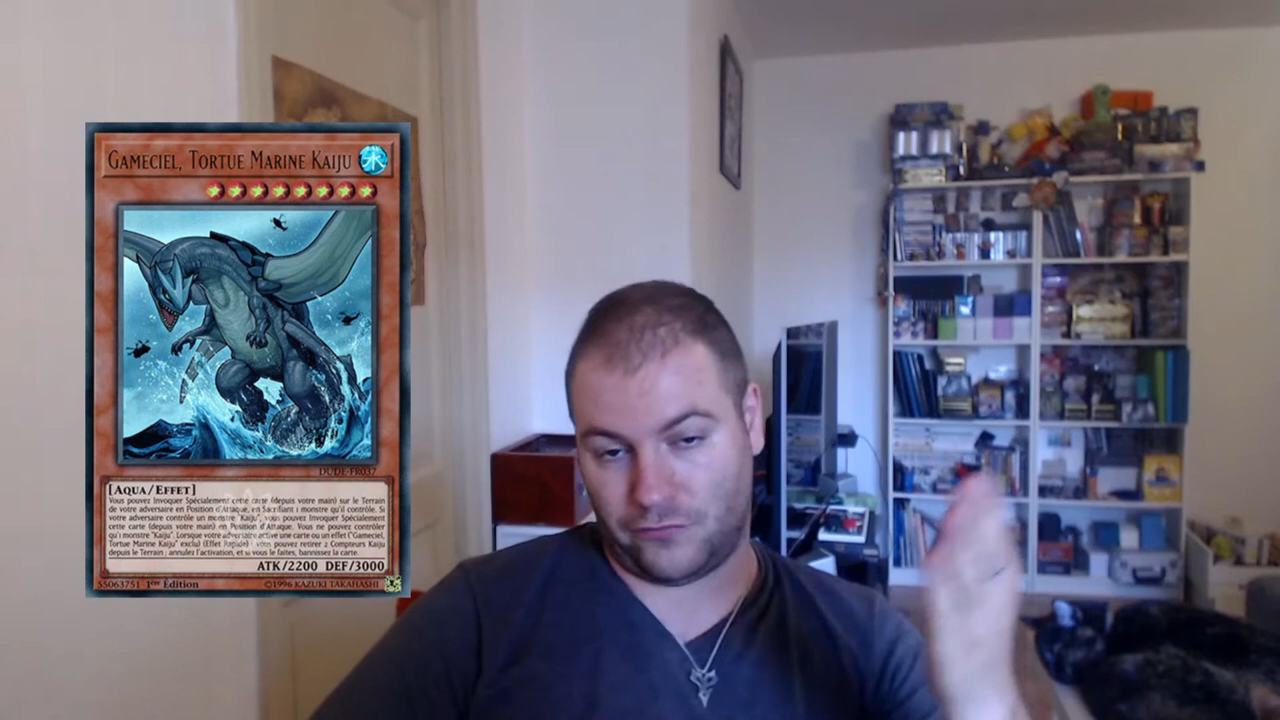 GAMECIEL, TORTUE MARINE KAIJU
DUDE-FR037
[AQUA/EFFET]
Vous pouvez Invoquer Spécialement cette carte (depuis votre main) sur le Terrain
de votre adversaire en Position d'Attaque, en Sacrifiant 1 monstre qu'il contrôle. Si
votre adversaire contrôle un monstre "Kaiju", vous pouvez Invoquer Spécialement
cette carte (depuis votre main) en Position d'Attaque. Vous ne pouvez contrôler
qu'1 monstre "Kaiju". Lorsque votre adversaire active une carte ou un effet ("Gameciel,
Tortue Marine Kaiju" exclu) (Effet Rapide) : vous pouvez retirer 2 Compteurs Kaiju
depuis le Terrain ; annulez l'activation, et si vous le faites, bannissez la carte.
ATK/2200 DEF/3000
55063751 1ère Édition ©1996 KAZUKI TAKAHASHI